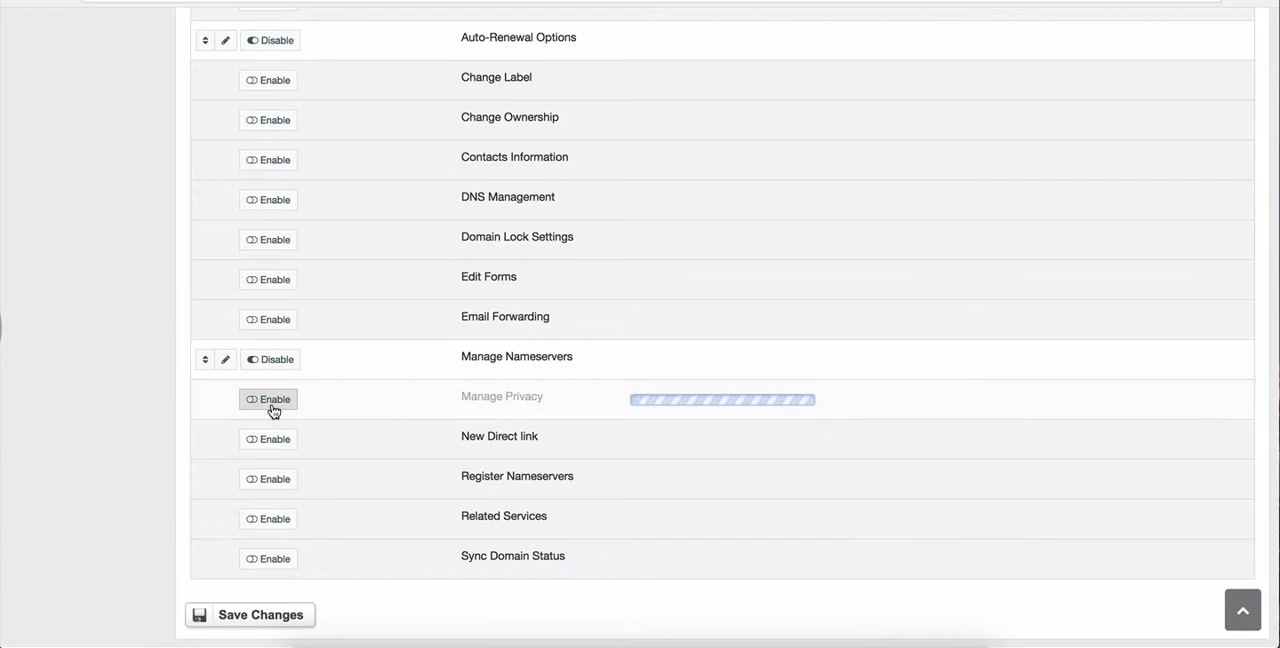 Disable Auto-Renewal Options
Enable Change Label
Enable Change Ownership
Enable Contacts Information
Enable DNS Management
Enable Domain Lock Settings
Enable Edit Forms
Enable Email Forwarding
Disable Manage Nameservers
Enable Manage Privacy
Enable New Direct link
Enable Register Nameservers
Enable Related Services
Enable Sync Domain Status
Save Changes